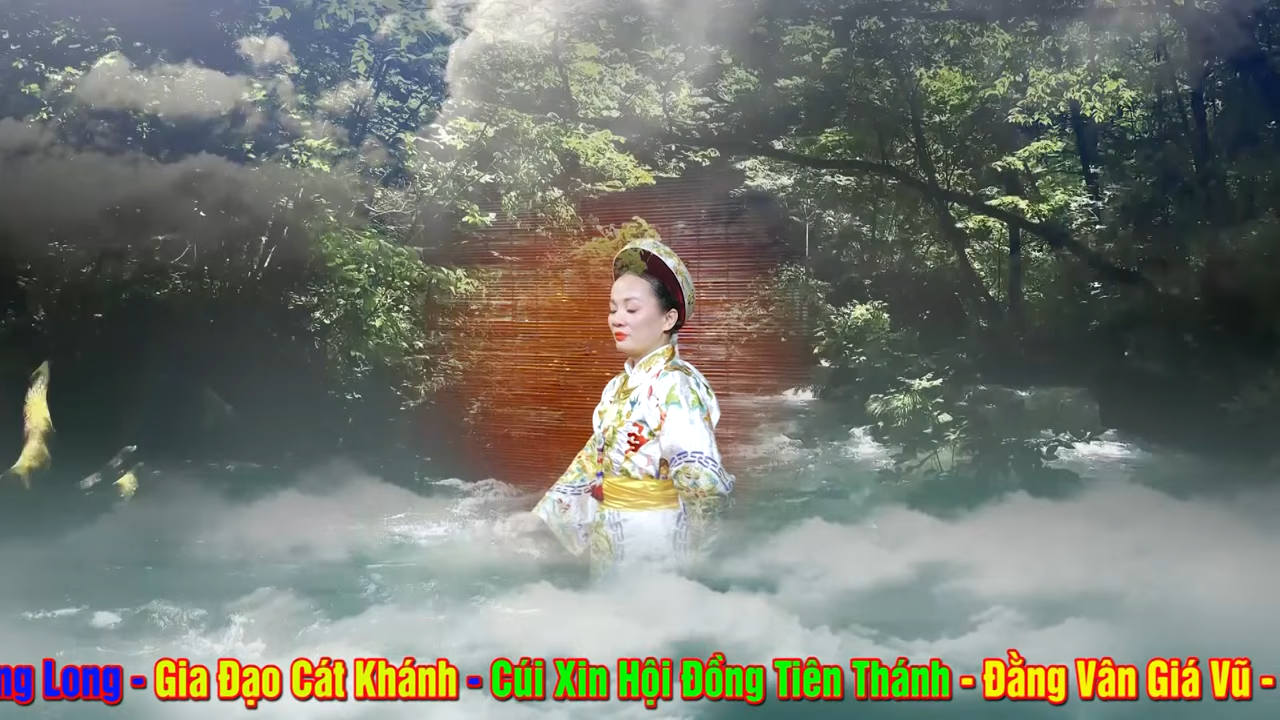 Long - Gia Đạo Cát Khánh - Cúi Xin Hội Đồng Tiên Thánh - Đằng Vân Giá Vũ -